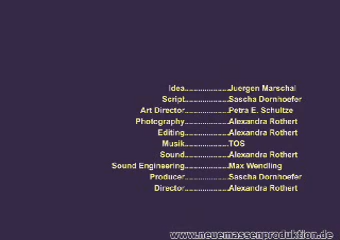 Idea......................Juergen Marschal
Script......................Sascha Dornhoefer
Art Director......................Petra E. Schultze
Photography......................Alexandra Rothert
Editing......................Alexandra Rothert
Musik......................TOS
Sound......................Alexandra Rothert
Sound Engineering......................Max Wendling
Producer......................Sascha Dornhoefer
Director......................Alexandra Rothert
www.neuemassenproduktion.de